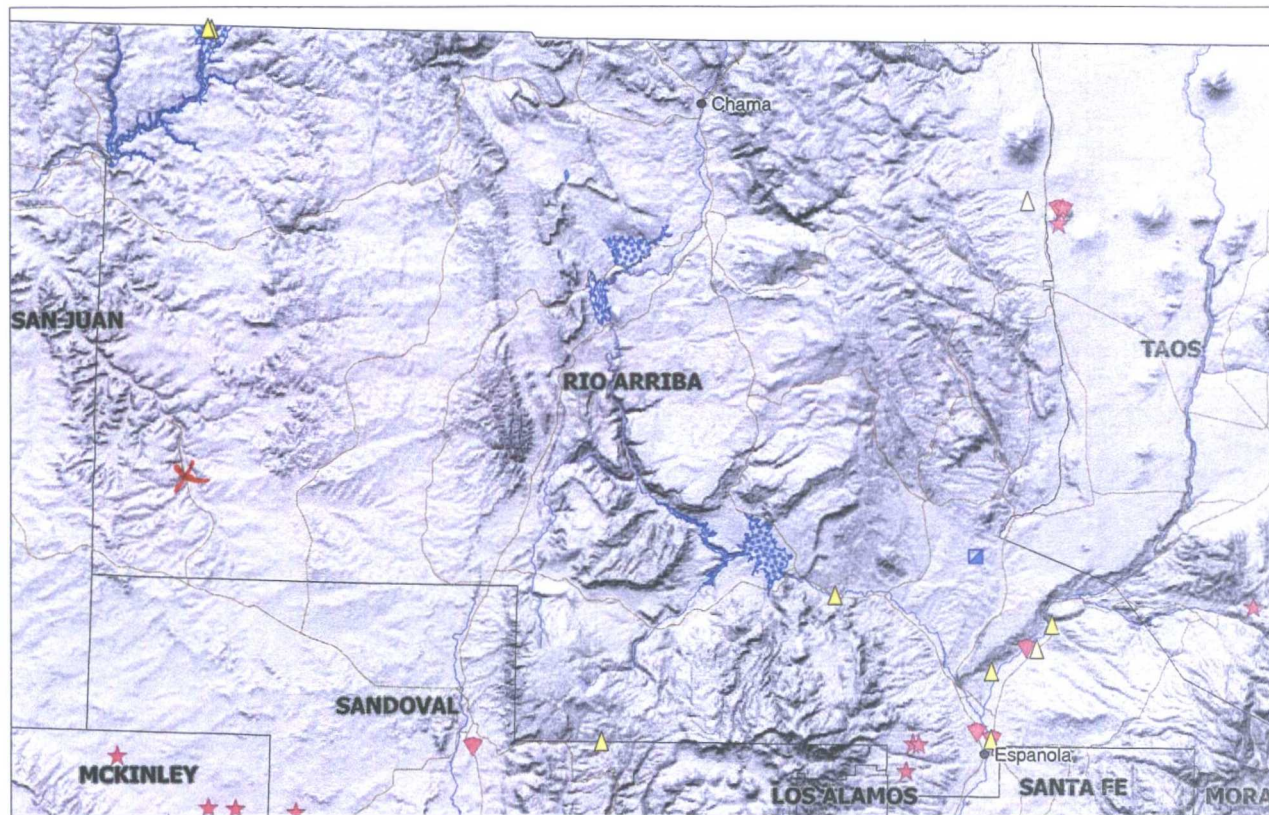 Chama
SAN JUAN
TAOS
RIO ARRIBA
SANDOVAL
Espanola
MCKINLEY
LOS ALAMOS
SANTA FE
MORA